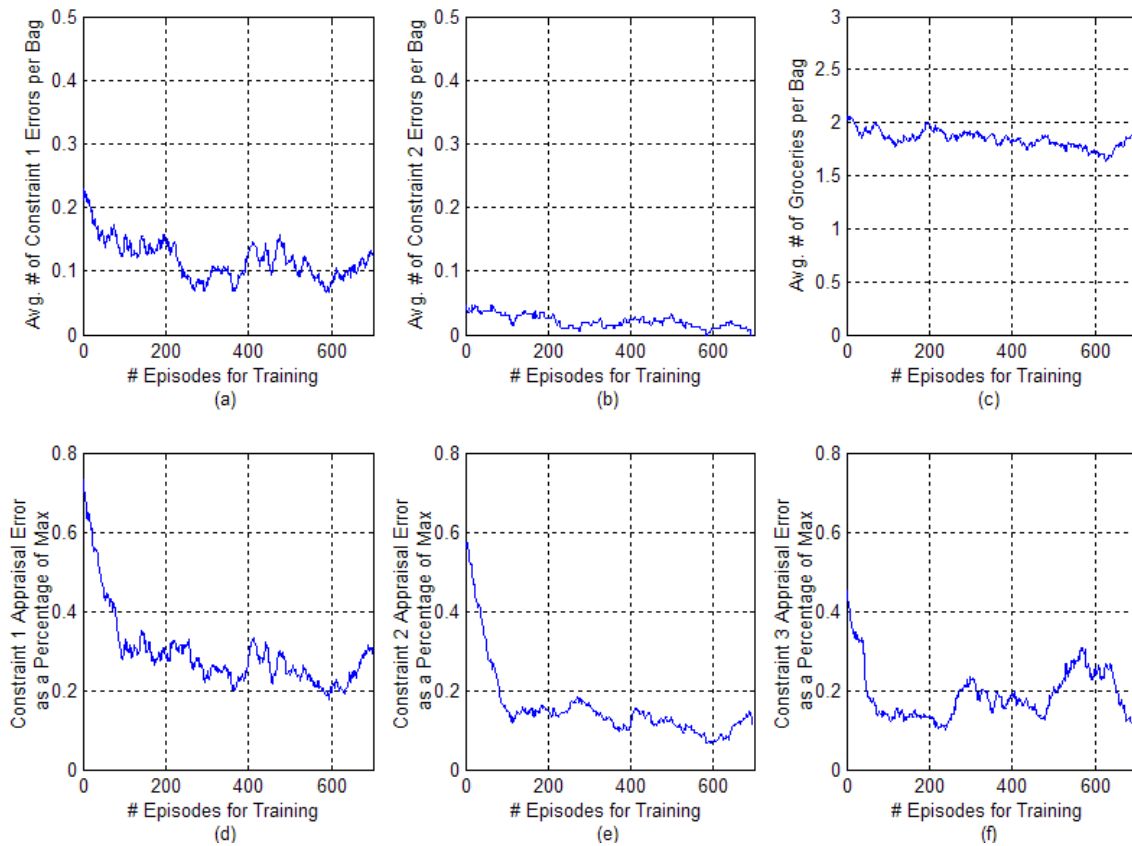 Avg. # of Constraint 1 Errors per Bag
0.5
0.4
0.3
0.2
0.1
0
0 200 400 600
# Episodes for Training
(a)
Avg. # of Constraint 2 Errors per Bag
0.5
0.4
0.3
0.2
0.1
0
0 200 400 600
# Episodes for Training
(b)
Avg. # of Groceries per Bag
3
2.5
2
1.5
1
0.5
0
0 200 400 600
# Episodes for Training
(c)
Constraint 1 Appraisal Error
as a Percentage of Max
0.8
0.6
0.4
0.2
0
0 200 400 600
# Episodes for Training
(d)
Constraint 2 Appraisal Error
as a Percentage of Max
0.8
0.6
0.4
0.2
0
0 200 400 600
# Episodes for Training
(e)
Constraint 3 Appraisal Error
as a Percentage of Max
0.8
0.6
0.4
0.2
0
0 200 400 600
# Episodes for Training
(f)